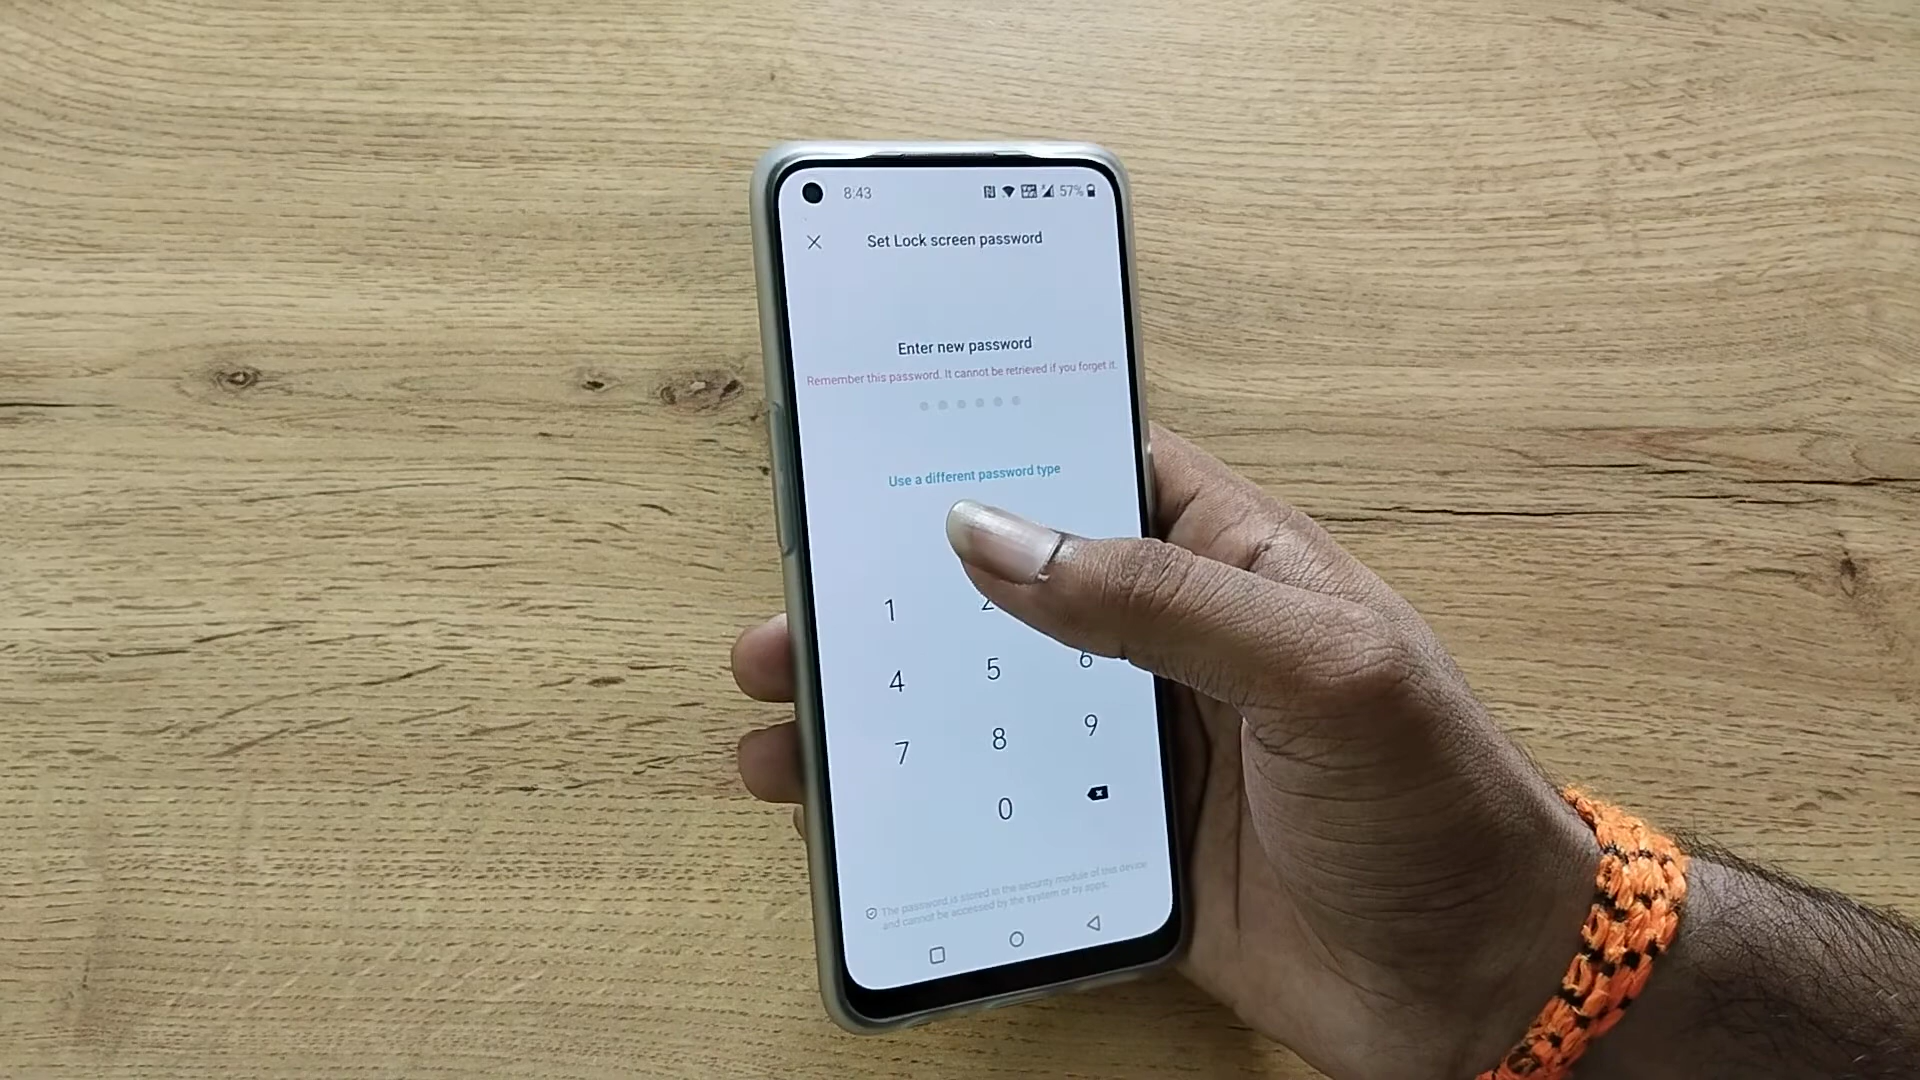 8:43
57%
Set Lock screen password
Enter new password
Remember this password. It cannot be retrieved if you forget it.
Use a different password type
1 2
4 5 6
7 8 9
0
The password is stored in the security module of this device
and cannot be accessed by the system or by apps.